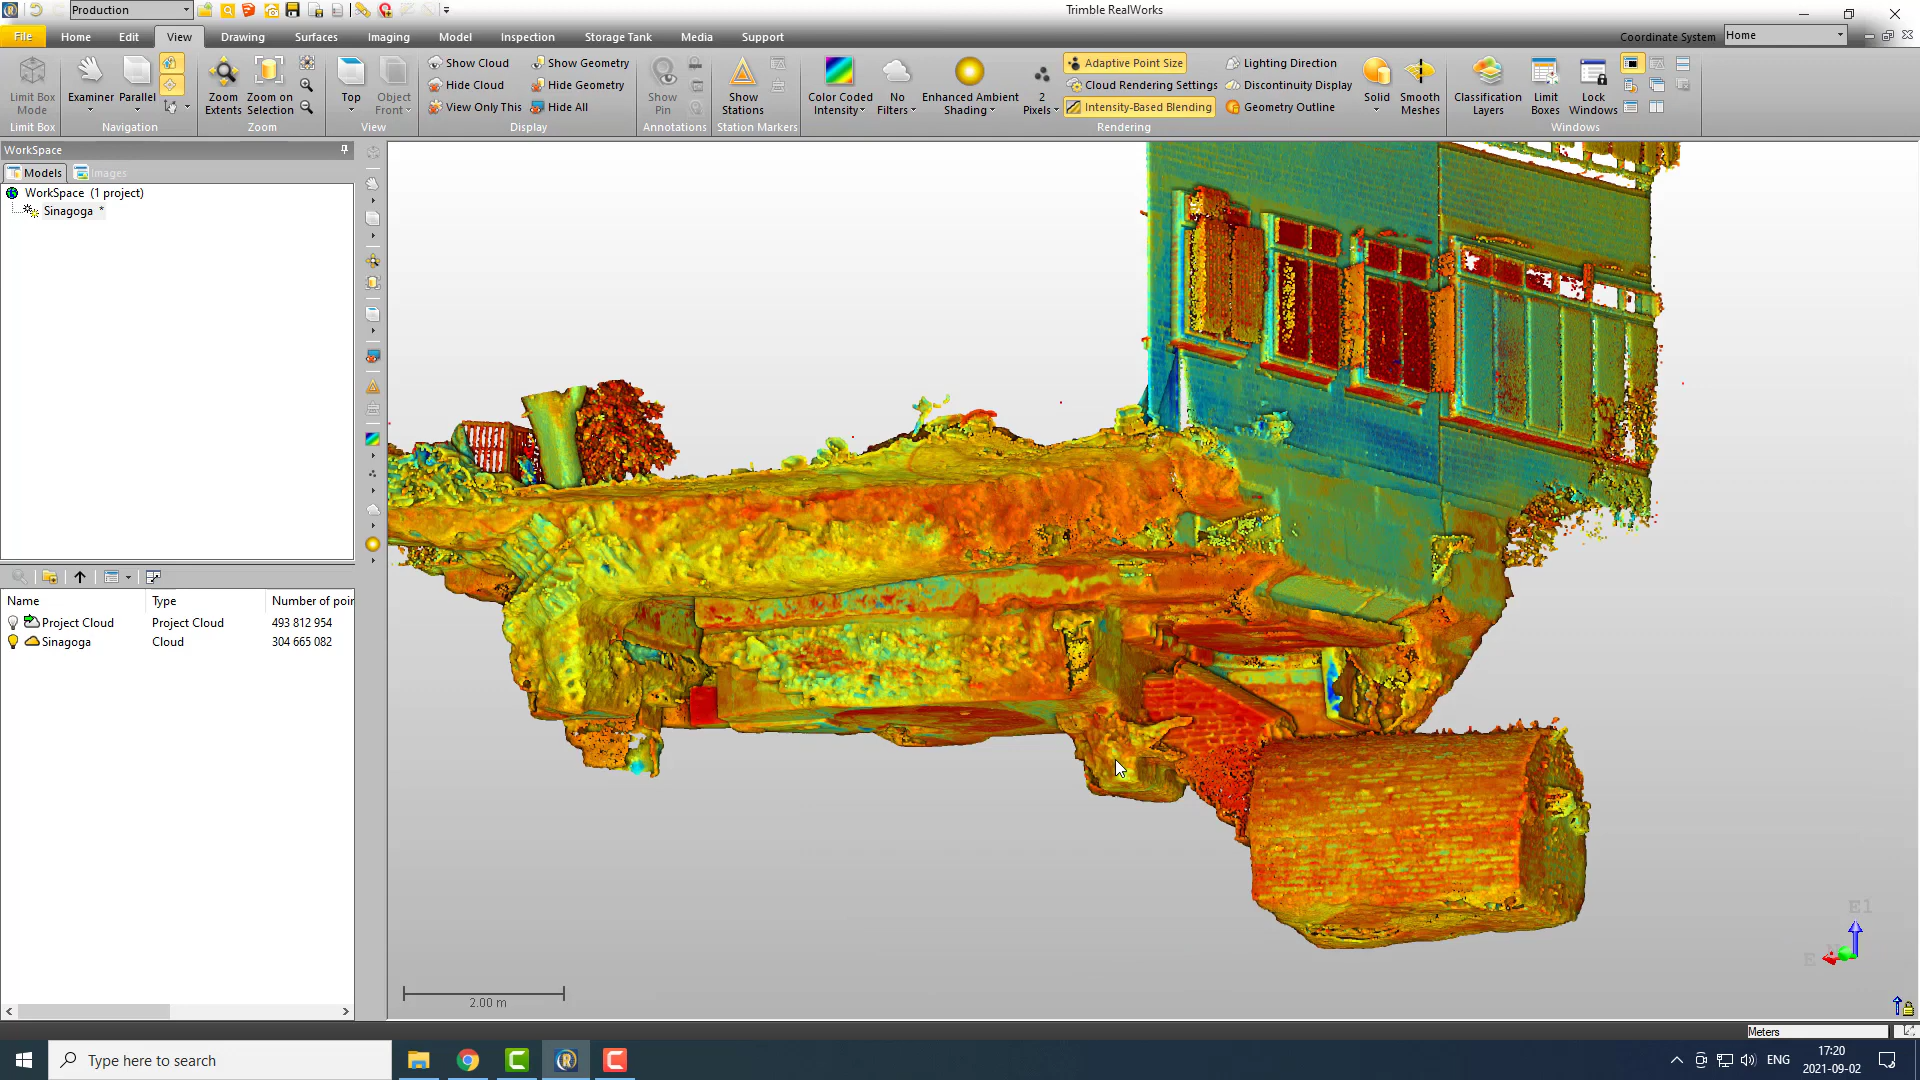 Production
Trimble RealWorks
File
Home
Edit
View
Drawing
Surfaces
Imaging
Model
Inspection
Storage Tank
Media
Support
Coordinate System
Home
Limit Box
Mode
Examiner
Parallel
Zoom
Extents
Zoom on
Selection
Top
Object
Front
Show Cloud
Hide Cloud
View Only This
Show Geometry
Hide Geometry
Hide All
Show
Pin
Show
Stations
Color Coded
Intensity
No
Filters
Enhanced Ambient
Shading
2
Pixels
Adaptive Point Size
Cloud Rendering Settings
Intensity-Based Blending
Lighting Direction
Discontinuity Display
Geometry Outline
Solid
Smooth
Meshes
Classification
Layers
Limit
Boxes
Lock
Windows
Limit Box
Navigation
Zoom
View
Display
Annotations
Station Markers
Rendering
Windows
WorkSpace
Models
Images
WorkSpace (1 project)
Sinagoga *
Name
Type
Number of poir
Project Cloud
Project Cloud
493 812 954
Sinagoga
Cloud
304 665 082
2.00 m
E1
E
Meters
Type here to search
ENG
17:20
2021-09-02